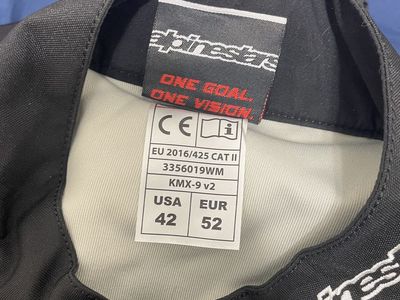 alpinestars
ONE GOAL.
ONE VISION.
CE i
EU 2016/425 CAT II
3356019WM
KMX-9 v2
USA EUR
42 52
alpinestars